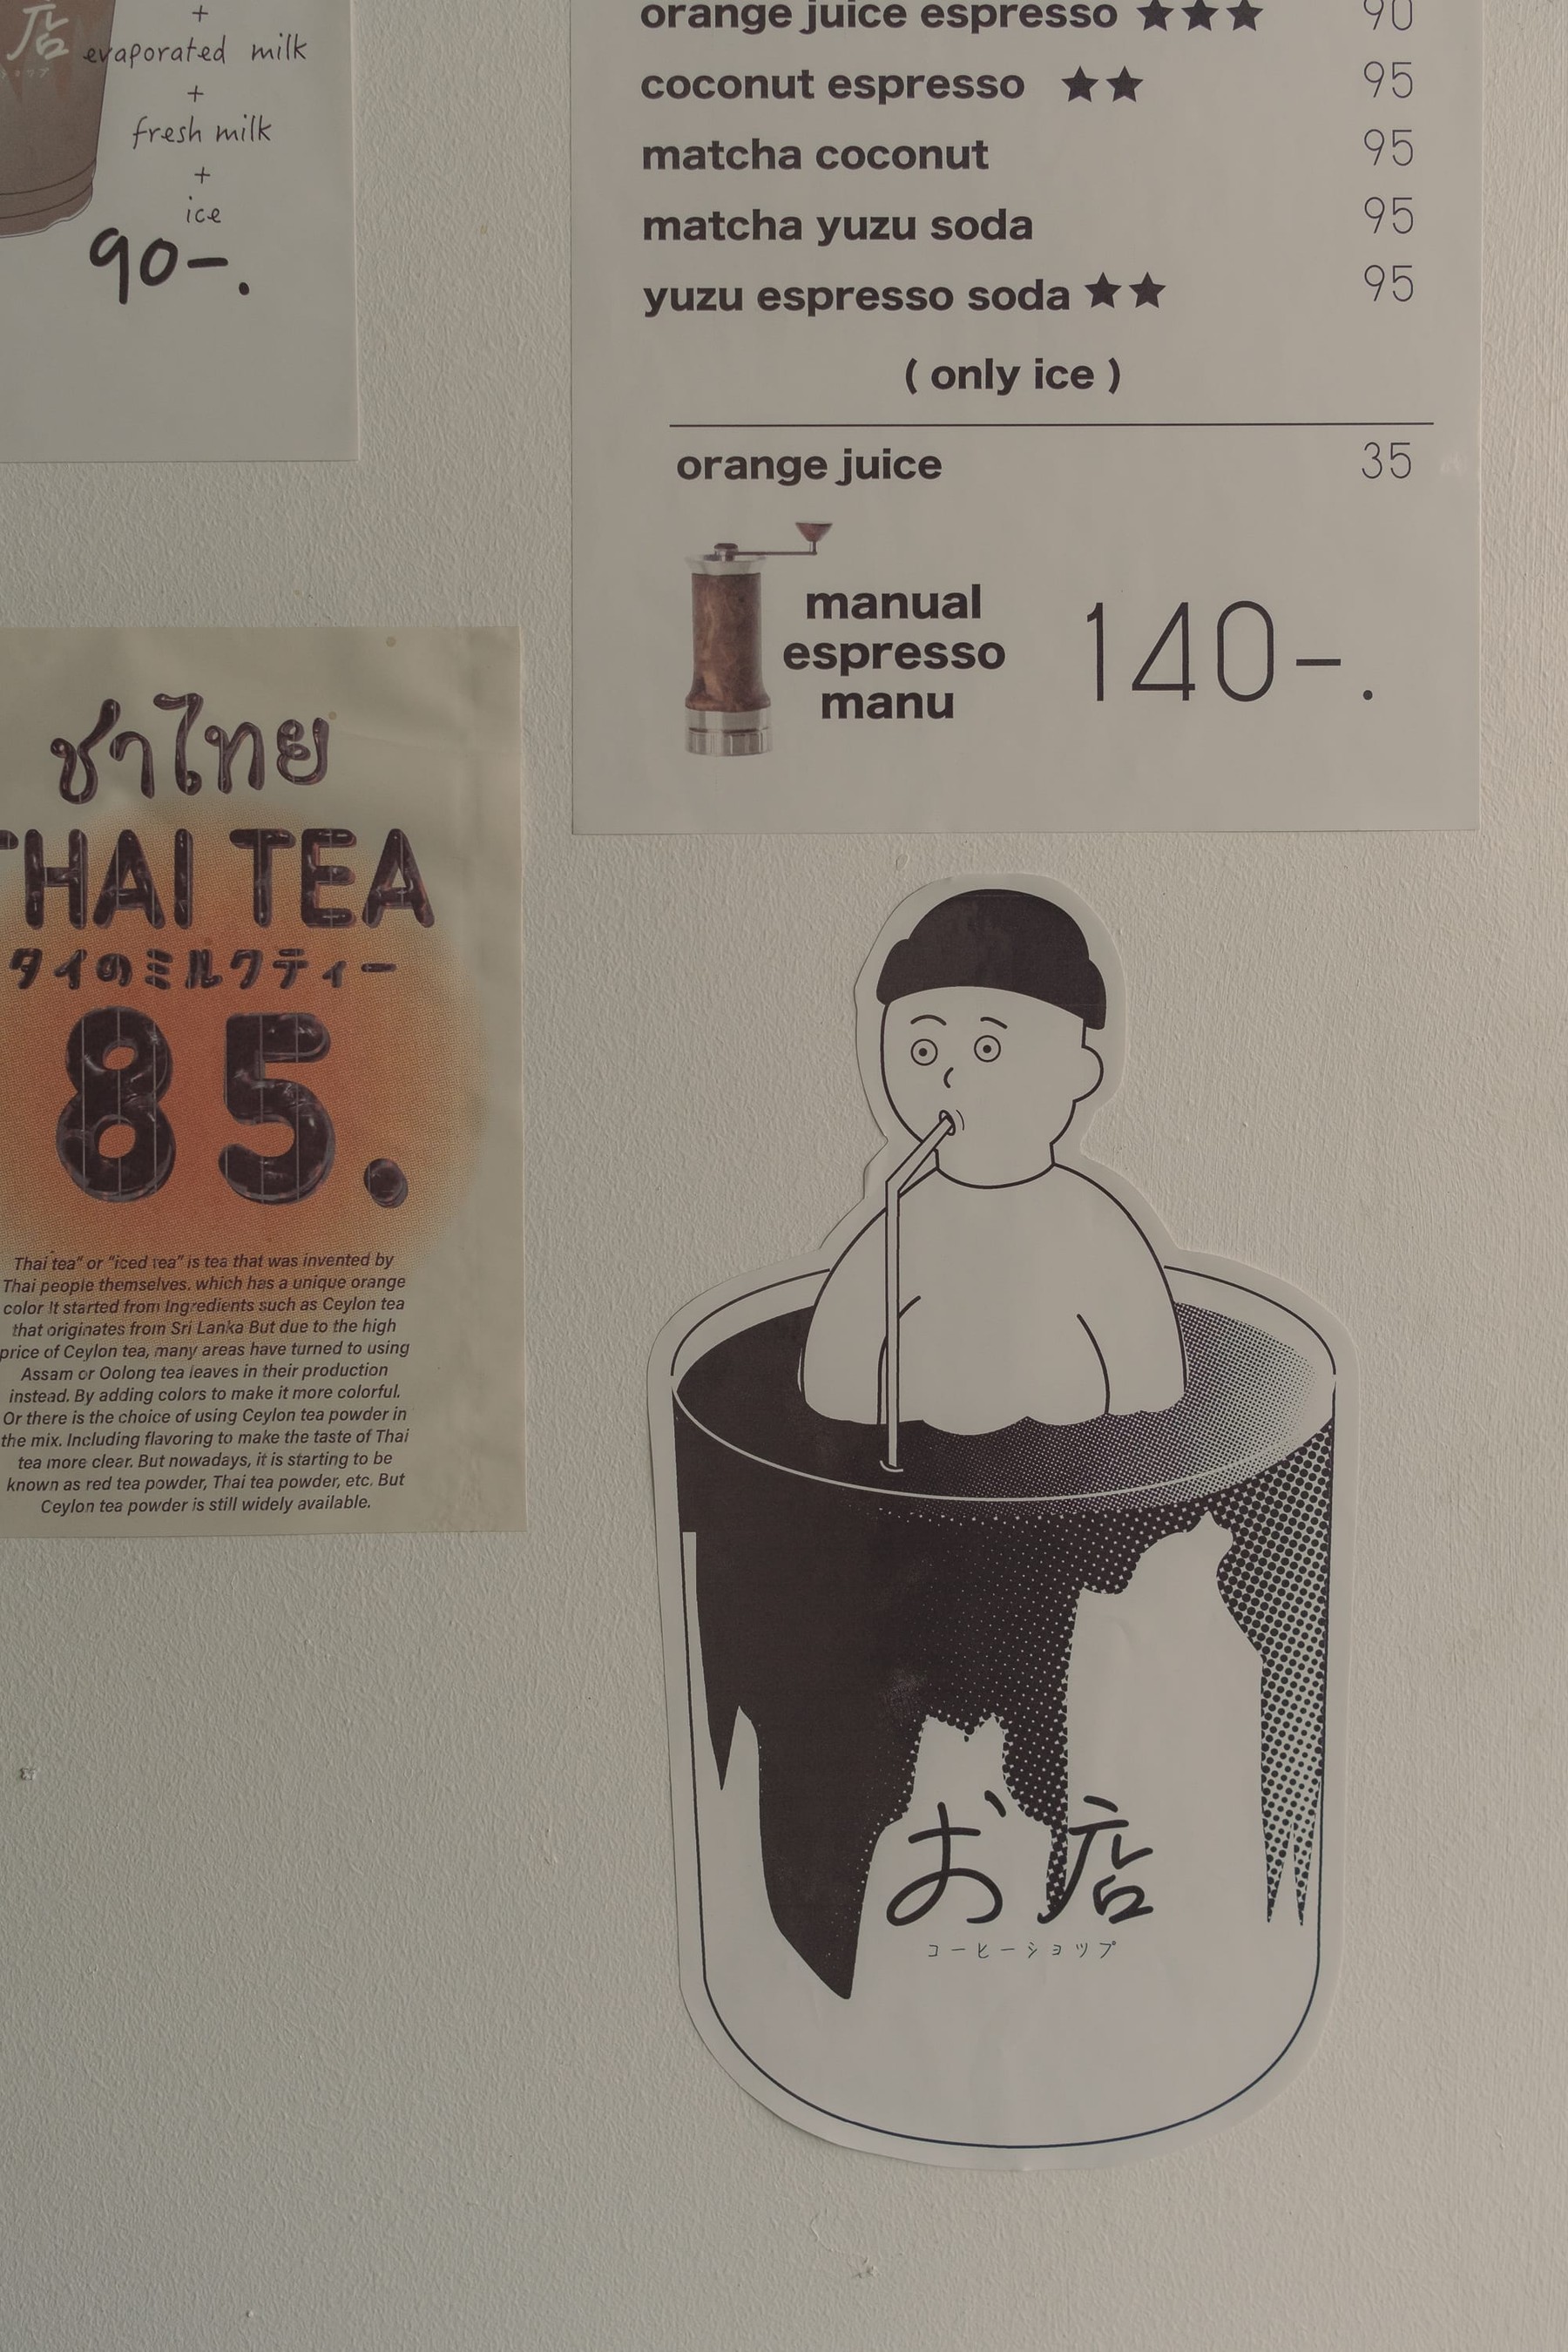 店
+
evaporated milk
+
fresh milk
+
ice
90-.
orange juice espresso ★★★ 90
coconut espresso ★★ 95
matcha coconut 95
matcha yuzu soda 95
yuzu espresso soda ★★ 95
( only ice )
orange juice 35
manual
espresso
manu
140-.
ชาไทย
THAI TEA
タイのミルクティー
85.
Thai tea” or “iced tea” is tea that was invented by
Thai people themselves. which has a unique orange
color It started from Ingredients such as Ceylon tea
that originates from Sri Lanka But due to the high
price of Ceylon tea, many areas have turned to using
Assam or Oolong tea leaves in their production
instead. By adding colors to make it more colorful.
Or there is the choice of using Ceylon tea powder in
the mix. Including flavoring to make the taste of Thai
tea more clear. But nowadays, it is starting to be
known as red tea powder, Thai tea powder, etc. But
Ceylon tea powder is still widely available.
お店
コーヒーショップ